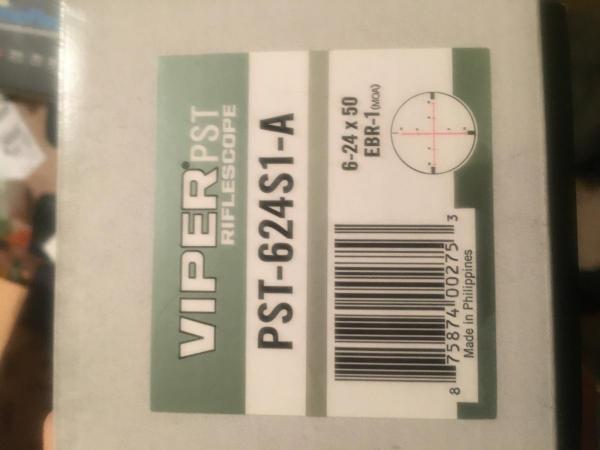 VIPER® PST
RIFLESCOPE
PST-624S1-A
6-24 x 50
EBR-1 (MOA)
8 75874 00275 3
Made in Philippines